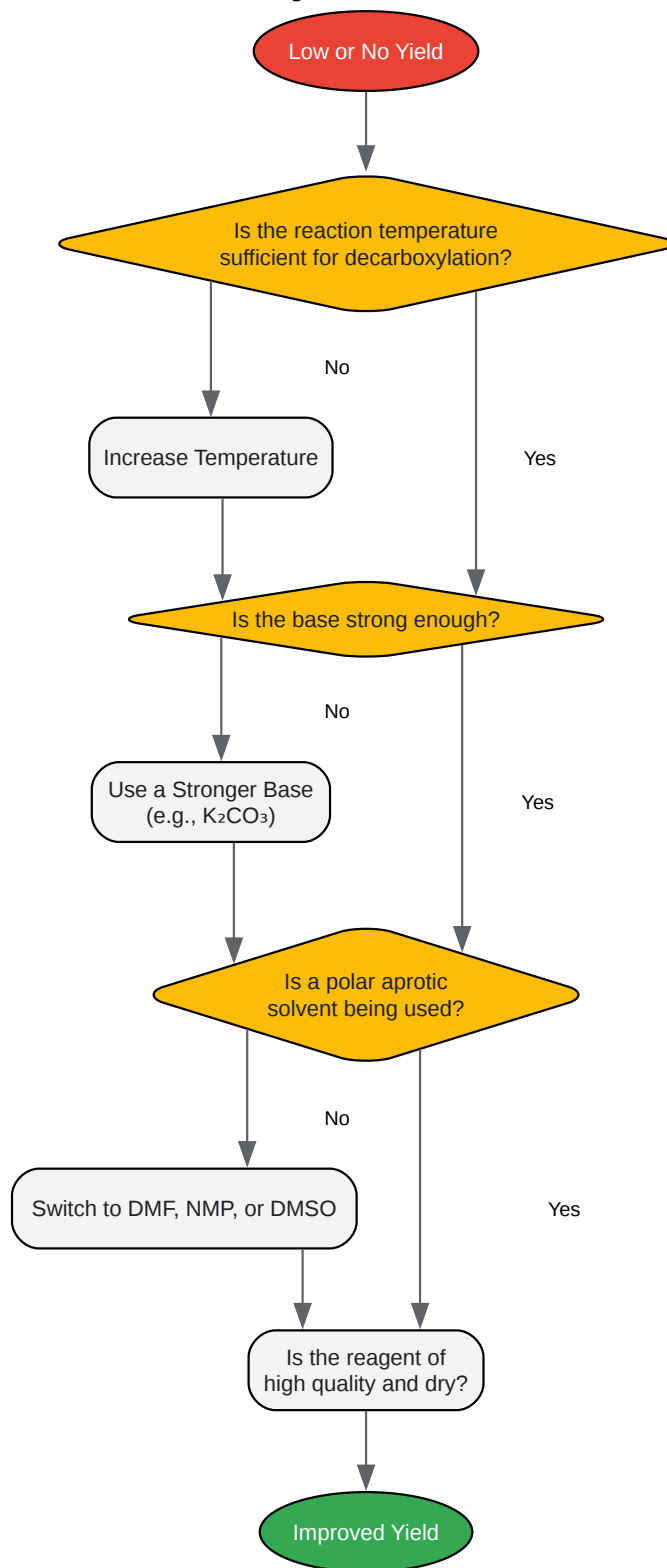 Low or No Yield
Is the reaction temperature
sufficient for decarboxylation?
No
Increase Temperature
Yes
Is the base strong enough?
No
Use a Stronger Base
(e.g., K₂CO₃)
Yes
Is a polar aprotic
solvent being used?
No
Switch to DMF, NMP, or DMSO
Yes
Is the reagent of
high quality and dry?
Improved Yield